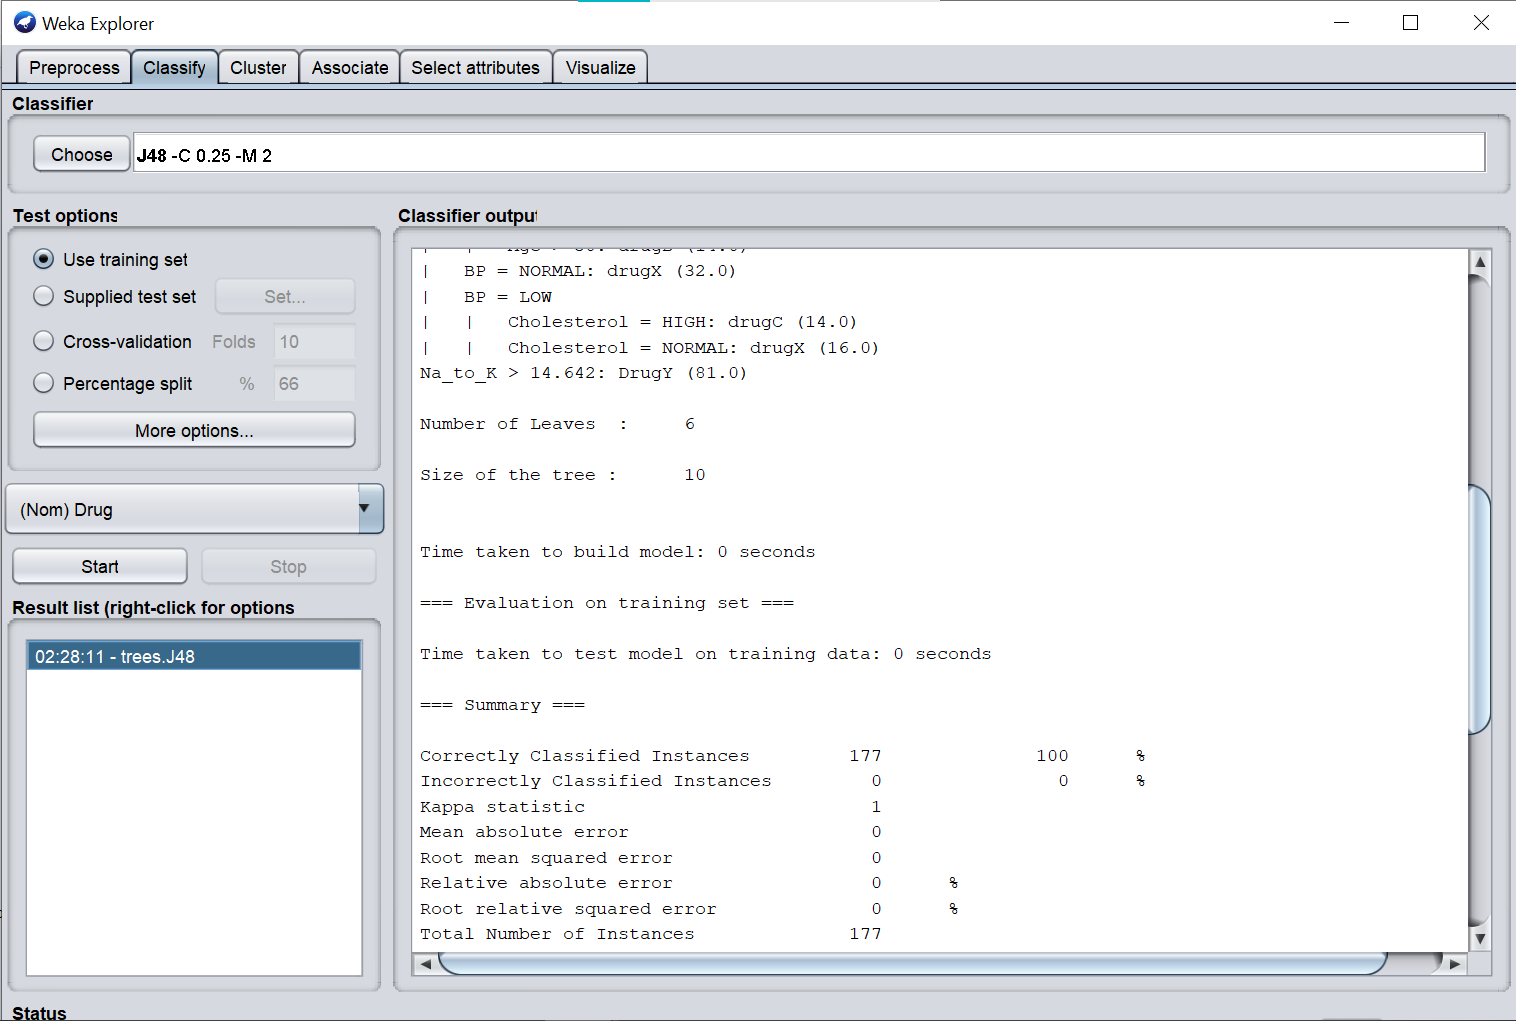 Weka Explorer
Preprocess Classify Cluster Associate Select attributes Visualize
Classifier
Choose J48 -C 0.25 -M 2
Test options
Use training set
Supplied test set Set...
Cross-validation Folds 10
Percentage split % 66
More options...
(Nom) Drug
Start Stop
Result list (right-click for options
02:28:11 - trees.J48
Classifier output
|   BP = NORMAL: drugX (32.0)
|   BP = LOW
|   |   Cholesterol = HIGH: drugC (14.0)
|   |   Cholesterol = NORMAL: drugX (16.0)
Na_to_K > 14.642: DrugY (81.0)
Number of Leaves  : 6
Size of the tree : 10
Time taken to build model: 0 seconds
=== Evaluation on training set ===
Time taken to test model on training data: 0 seconds
=== Summary ===
Correctly Classified Instances 177 100 %
Incorrectly Classified Instances 0 0 %
Kappa statistic 1
Mean absolute error 0
Root mean squared error 0
Relative absolute error 0 %
Root relative squared error 0 %
Total Number of Instances 177
Status